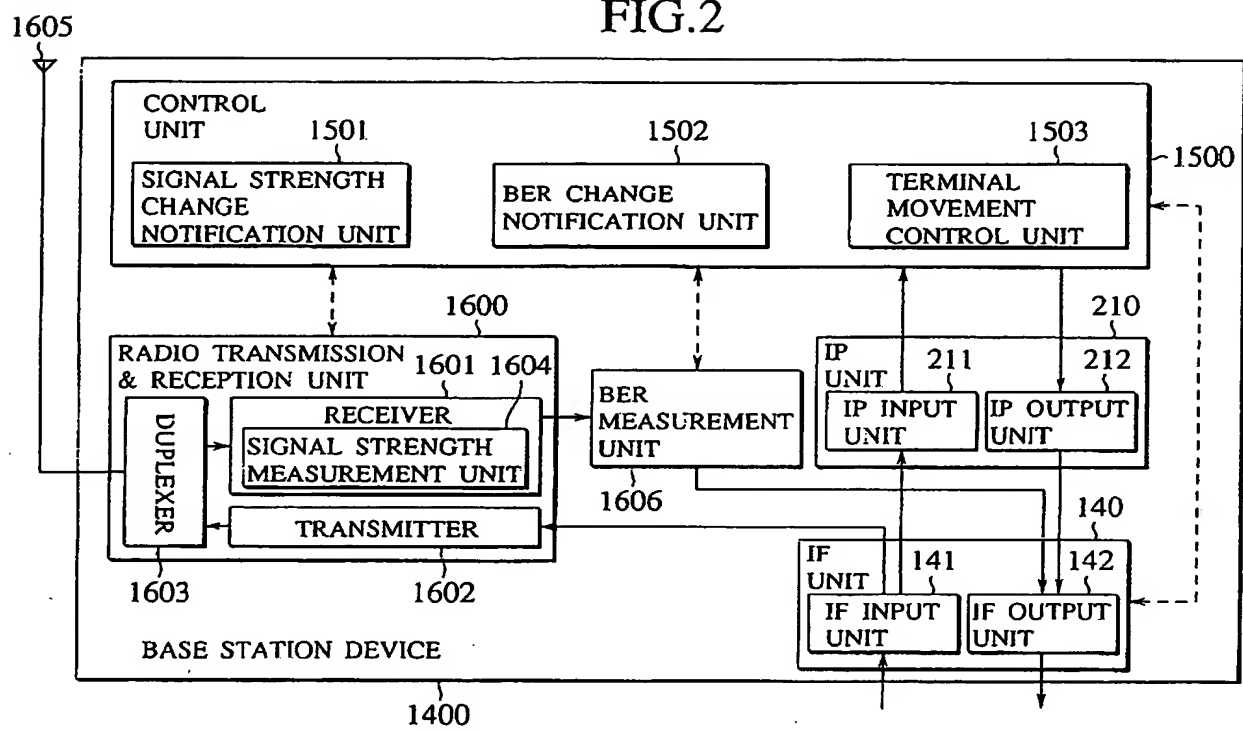 FIG.2
1605
CONTROL
UNIT
1501
1502
1503
1500
SIGNAL STRENGTH
CHANGE
NOTIFICATION UNIT
BER CHANGE
NOTIFICATION UNIT
TERMINAL
MOVEMENT
CONTROL UNIT
1600
210
RADIO TRANSMISSION
& RECEPTION UNIT
1601
1604
RECEIVER
SIGNAL STRENGTH
MEASUREMENT UNIT
DUPLEXER
TRANSMITTER
1603
1602
BER
MEASUREMENT
UNIT
1606
IP
UNIT
211
212
IP INPUT
UNIT
IP OUTPUT
UNIT
140
IF
UNIT
141
142
IF INPUT
UNIT
IF OUTPUT
UNIT
BASE STATION DEVICE
1400